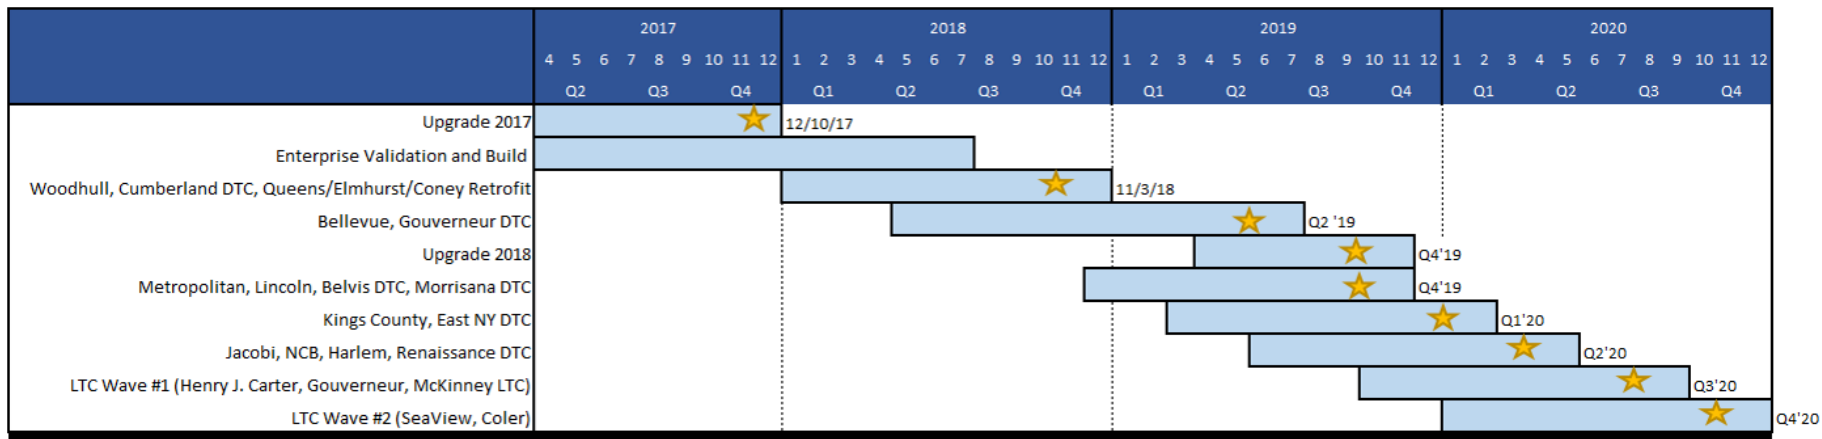 2017 2018 2019 2020
4 5 6 7 8 9 10 11 12 1 2 3 4 5 6 7 8 9 10 11 12 1 2 3 4 5 6 7 8 9 10 11 12 1 2 3 4 5 6 7 8 9 10 11 12
Q2 Q3 Q4 Q1 Q2 Q3 Q4 Q1 Q2 Q3 Q4 Q1 Q2 Q3 Q4
Upgrade 2017 12/10/17
Enterprise Validation and Build
Woodhull, Cumberland DTC, Queens/Elmhurst/Coney Retrofit 11/3/18
Bellevue, Gouverneur DTC Q2 '19
Upgrade 2018 Q4'19
Metropolitan, Lincoln, Belvis DTC, Morrisana DTC Q4'19
Kings County, East NY DTC Q1'20
Jacobi, NCB, Harlem, Renaissance DTC Q2'20
LTC Wave #1 (Henry J. Carter, Gouverneur, McKinney LTC) Q3'20
LTC Wave #2 (SeaView, Coler) Q4'20